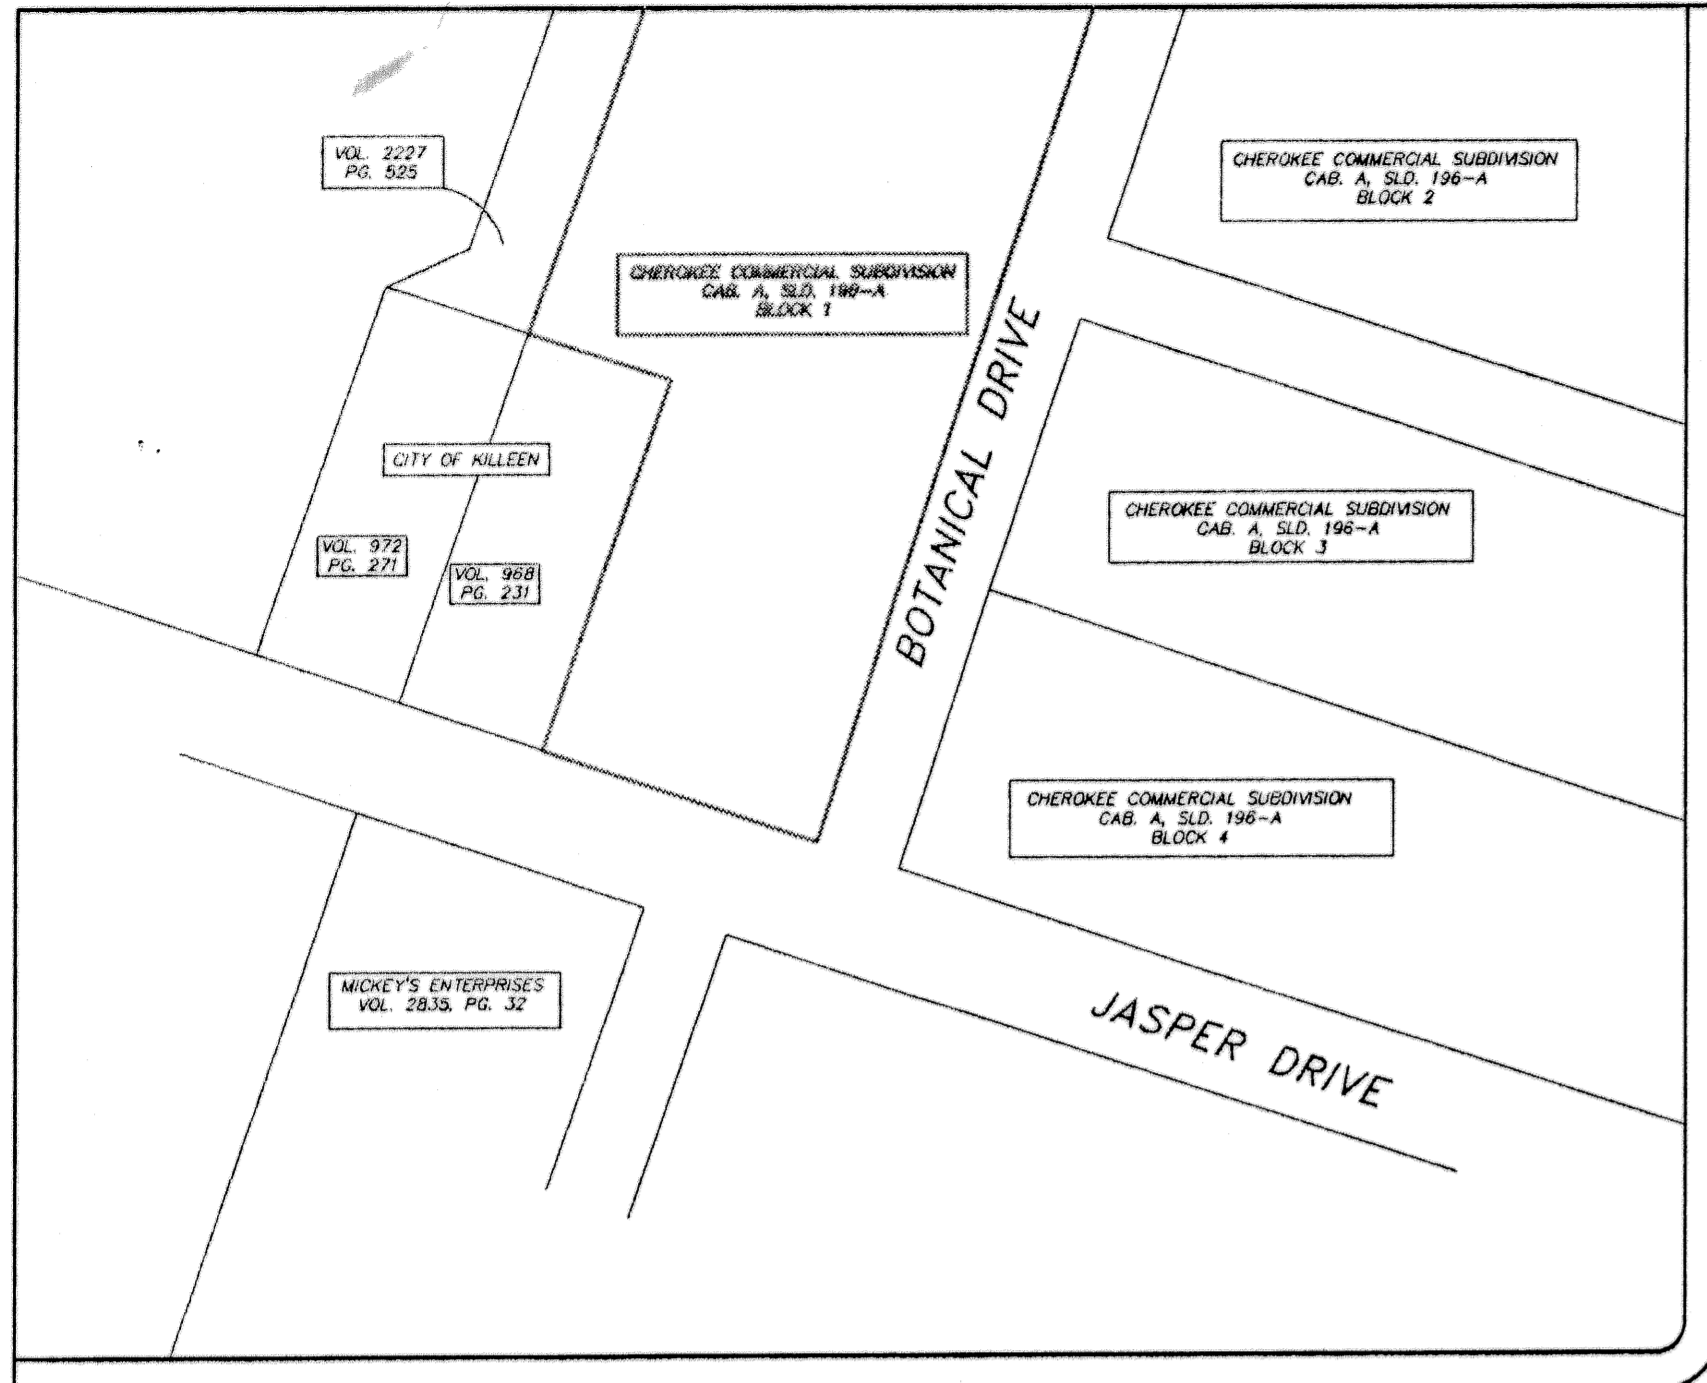 VOL. 2227
PG. 525
CHEROKEE COMMERCIAL SUBDIVISION
CAB. A, SLD. 196-A
BLOCK 2
CHEROKEE COMMERCIAL SUBDIVISION
CAB. A, SLD. 196-A
BLOCK 1
CITY OF KILLEEN
VOL. 972
PG. 271
VOL. 968
PG. 231
BOTANICAL DRIVE
CHEROKEE COMMERCIAL SUBDIVISION
CAB. A, SLD. 196-A
BLOCK 3
CHEROKEE COMMERCIAL SUBDIVISION
CAB. A, SLD. 196-A
BLOCK 4
MICKEY'S ENTERPRISES
VOL. 2835, PG. 32
JASPER DRIVE